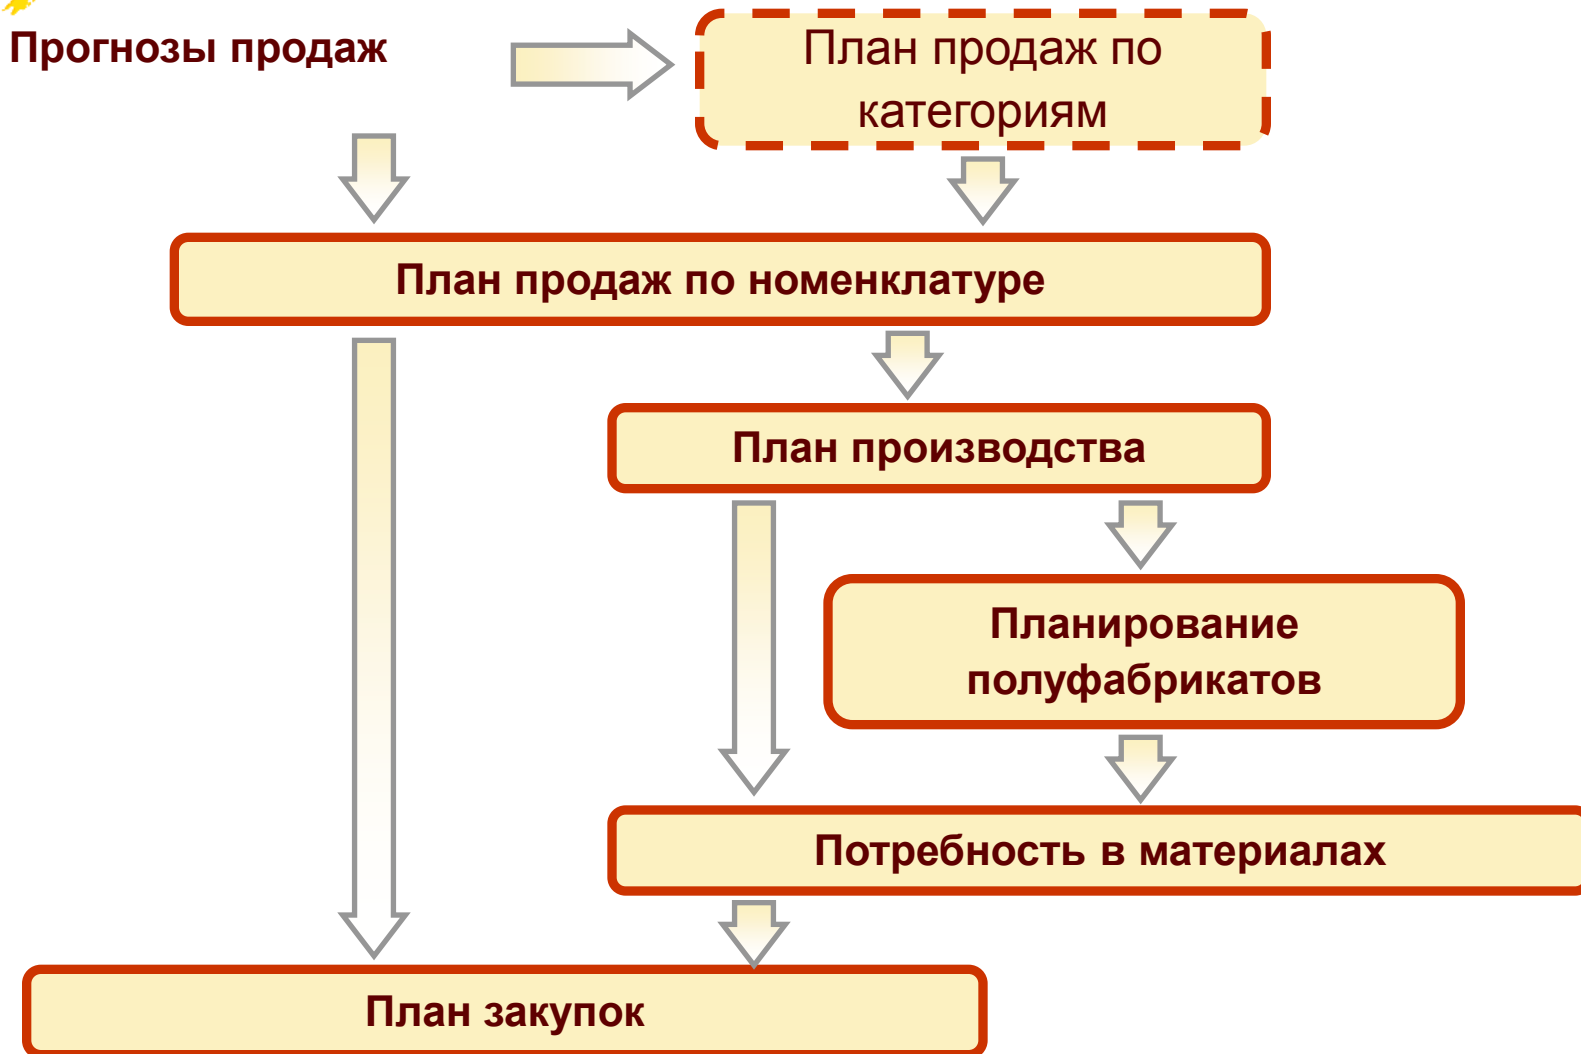 Прогнозы продаж
План продаж по
категориям
План продаж по номенклатуре
План производства
Планирование
полуфабрикатов
Потребность в материалах
План закупок